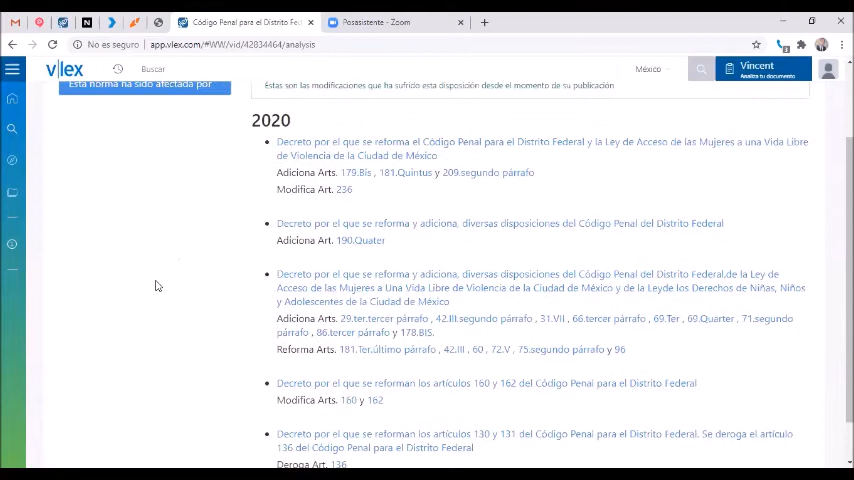 Código Penal para el Distrito Fed
Posasistente - Zoom
No es seguro
app.vlex.com/#WW/vid/42834464/analysis
vlex
Buscar
México
Vincent
Analiza tu documento
Esta norma ha sido afectada por
Estas son las modificaciones que ha sufrido esta disposición desde el momento de su publicación
2020
Decreto por el que se reforma el Código Penal para el Distrito Federal y la Ley de Acceso de las Mujeres a una Vida Libre
de Violencia de la Ciudad de México
Adiciona Arts. 179.Bis , 181.Quintus y 209.segundo párrafo
Modifica Art. 236
Decreto por el que se reforma y adiciona, diversas disposiciones del Código Penal del Distrito Federal
Adiciona Art. 190.Quater
Decreto por el que se reforma y adiciona, diversas disposiciones del Código Penal del Distrito Federal,de la Ley de
Acceso de las Mujeres a Una Vida Libre de Violencia de la Ciudad de México y de la Leyde los Derechos de Niñas, Niños
y Adolescentes de la Ciudad de México
Adiciona Arts. 29.ter.tercer párrafo , 42.III.segundo párrafo , 31.VII , 66.tercer párrafo , 69.Ter , 69.Quarter , 71.segundo
párrafo , 86.tercer párrafo y 178.BIS.
Reforma Arts. 181.Ter.último párrafo , 42.III , 60 , 72.V , 75.segundo párrafo y 96
Decreto por el que se reforman los artículos 160 y 162 del Código Penal para el Distrito Federal
Modifica Arts. 160 y 162
Decreto por el que se reforman los artículos 130 y 131 del Código Penal para el Distrito Federal. Se deroga el artículo
136 del Código Penal para el Distrito Federal
Deroga Art. 136